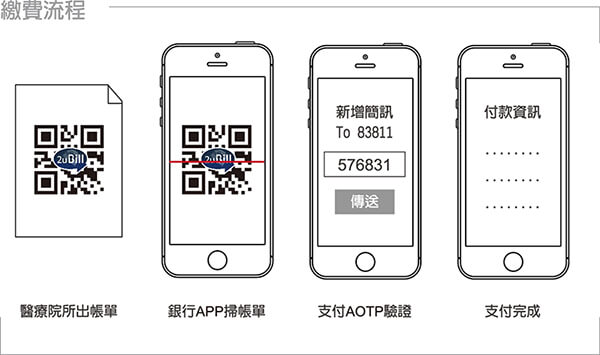 繳費流程
2uBill
2uBill
新增簡訊
To 83811
576831
傳送
付款資訊
醫療院所出帳單
銀行APP掃帳單
支付AOTP驗證
支付完成